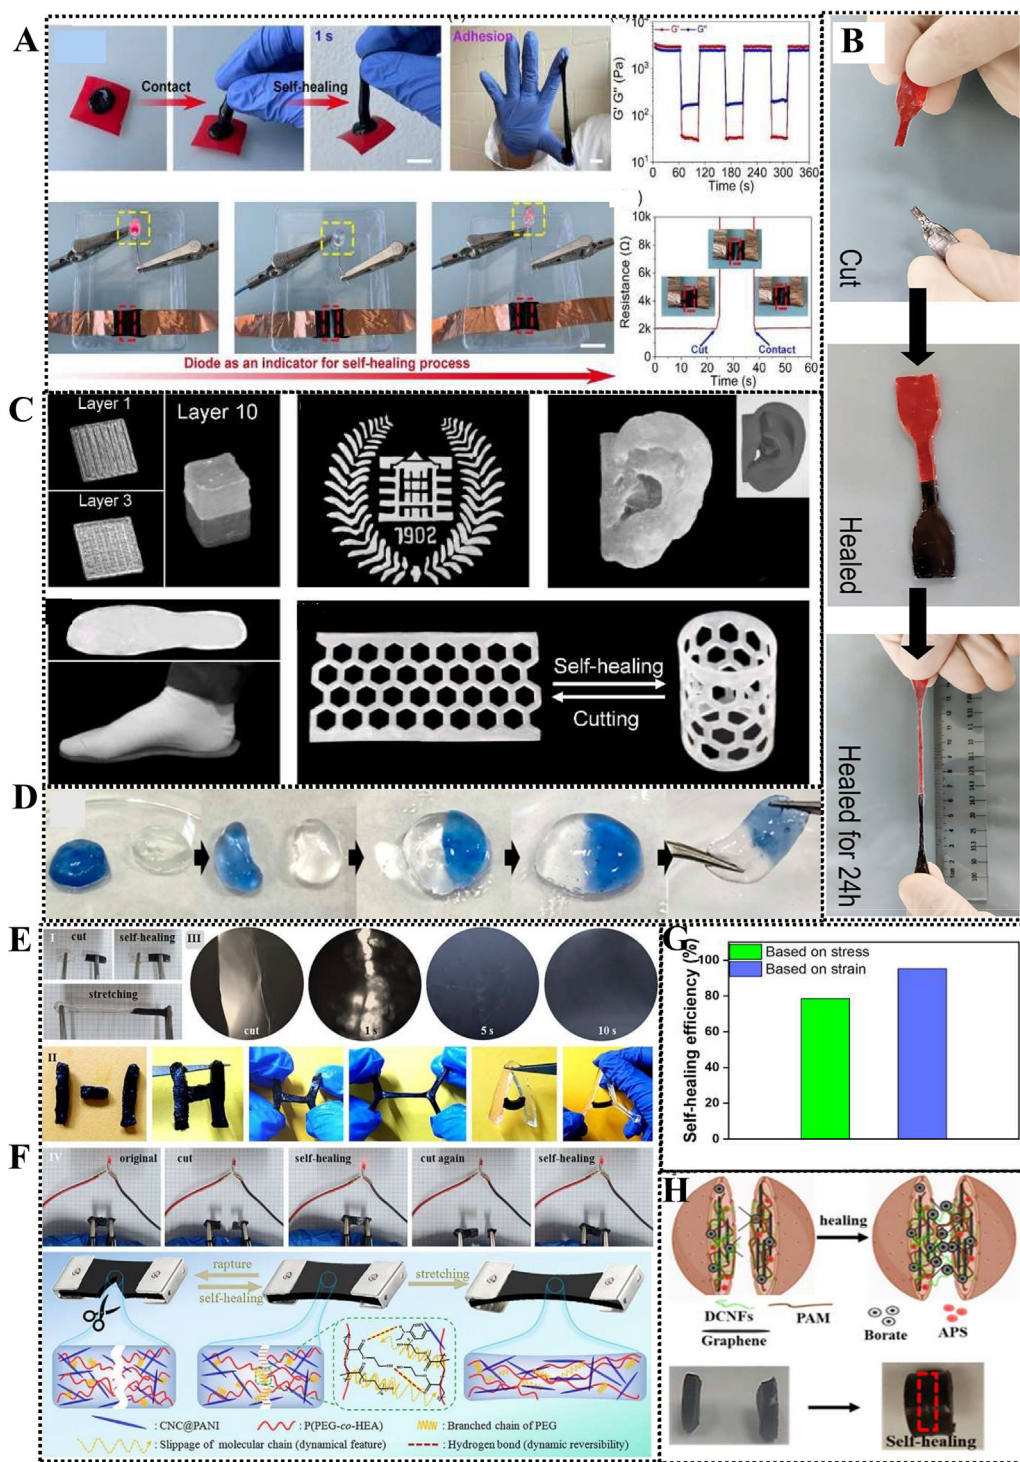 A
Contact
Self-healing
1 s
Adhesion
G'
G"
G' G" (Pa)
10³
10²
10¹
0 60 120 180 240 300 360
Time (s)
Diode as an indicator for self-healing process
Resistance (Ω)
10k
8k
6k
4k
2k
0
Cut
Contact
0 10 20 30 40 50 60
Time (s)
B
Cut
Healed
Healed for 24h
C
Layer 1
Layer 3
Layer 10
1902
Self-healing
Cutting
D
E
I
cut
self-healing
stretching
III
cut
1 s
5 s
10 s
II
F
IV
original
cut
self-healing
cut again
self-healing
rapture
self-healing
stretching
: CNC@PANI
: P(PEG-co-HEA)
: Branched chain of PEG
: Slippage of molecular chain (dynamical feature)
: Hydrogen bond (dynamic reversibility)
G
Based on stress
Based on strain
Self-healing efficiency (%)
100
80
60
40
20
0
H
healing
DCNFs
PAM
Graphene
Borate
APS
Self-healing